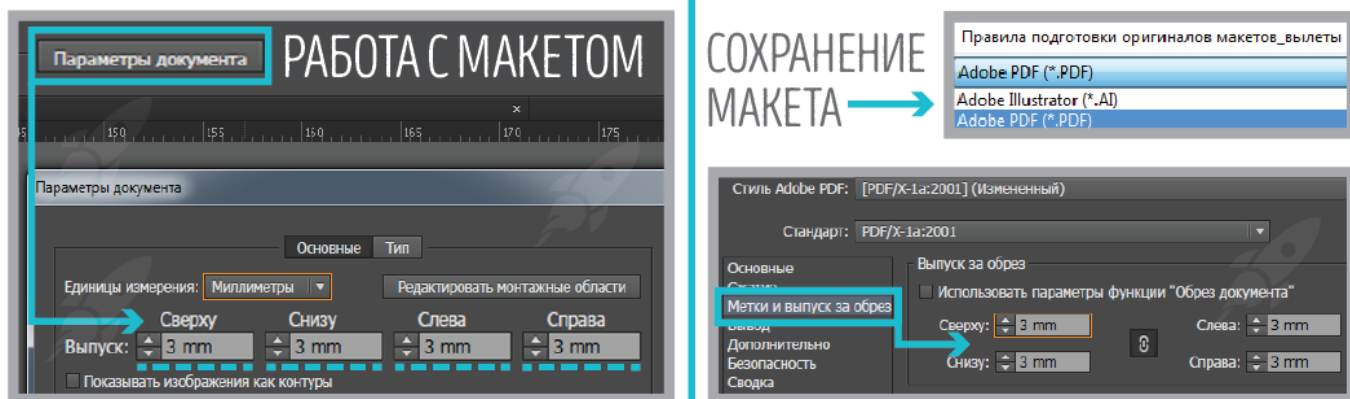 Параметры документа
РАБОТА С МАКЕТОМ
×
150 155 160 165 170 175
Параметры документа
Основные Тип
Единицы измерения: Миллиметры Редактировать монтажные области
Сверху Снизу Слева Справа
Выпуск: 3 mm 3 mm 3 mm 3 mm
Показывать изображения как контуры
СОХРАНЕНИЕ
МАКЕТА
Правила подготовки оригиналов макетов_вылеты
Adobe PDF (*.PDF)
Adobe Illustrator (*.AI)
Adobe PDF (*.PDF)
Стиль Adobe PDF: [PDF/X-1a:2001] (Измененный)
Стандарт: PDF/X-1a:2001
Основные
Метки и выпуск за обрез
Вывод
Дополнительно
Безопасность
Сводка
Выпуск за обрез
Использовать параметры функции "Обрез документа"
Сверху: 3 mm Слева: 3 mm
Снизу: 3 mm Справа: 3 mm